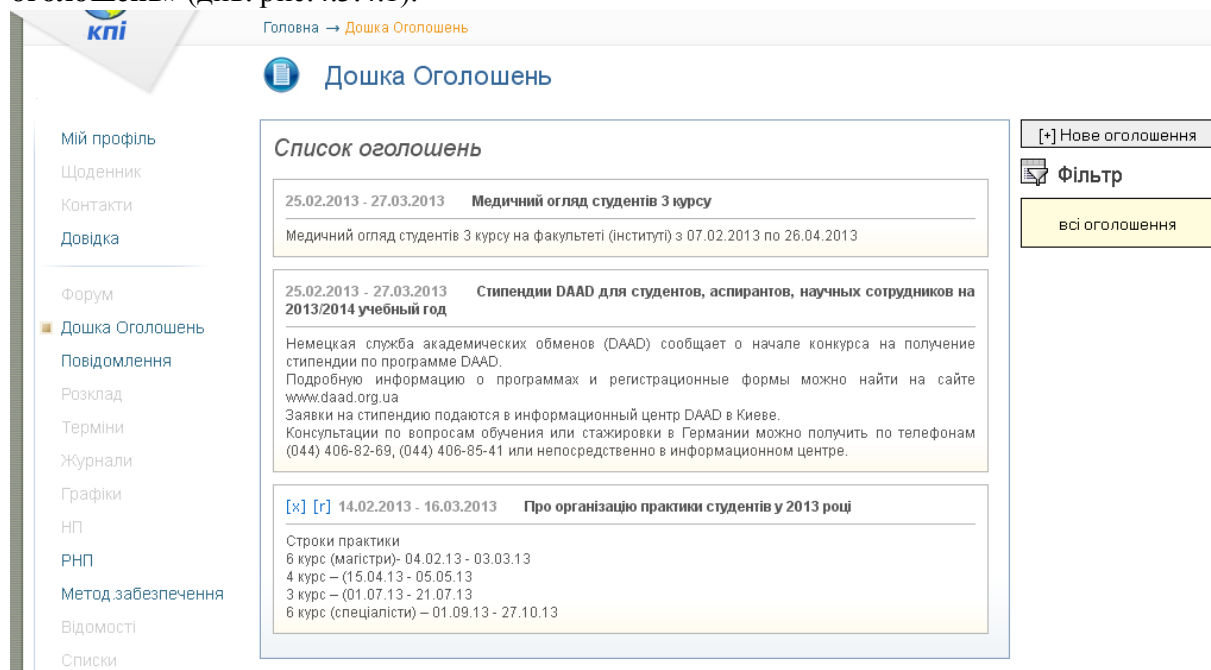 оголошень» (див. рис.4.3.4.1).
кпі
Головна → Дошка Оголошень
Дошка Оголошень
Мій профіль
Щоденник
Контакти
Довідка
Форум
Дошка Оголошень
Повідомлення
Розклад
Терміни
Журнали
Графіки
НП
РНП
Метод.забезпечення
Відомості
Списки
Список оголошень
25.02.2013 - 27.03.2013 Медичний огляд студентів 3 курсу
Медичний огляд студентів 3 курсу на факультеті (інституті) з 07.02.2013 по 26.04.2013
25.02.2013 - 27.03.2013 Стипендии DAAD для студентов, аспирантов, научных сотрудников на
2013/2014 учебный год
Немецкая служба академических обменов (DAAD) сообщает о начале конкурса на получение
стипендии по программе DAAD.
Подробную информацию о программах и регистрационные формы можно найти на сайте
www.daad.org.ua
Заявки на стипендию подаются в информационный центр DAAD в Киеве.
Консультации по вопросам обучения или стажировки в Германии можно получить по телефонам
(044) 406-82-69, (044) 406-85-41 или непосредственно в информационном центре.
[x] [r] 14.02.2013 - 16.03.2013 Про організацію практики студентів у 2013 році
Строки практики
6 курс (магістри)- 04.02.13 - 03.03.13
4 курс – (15.04.13 - 05.05.13
3 курс – (01.07.13 - 21.07.13
6 курс (спеціалісти) – 01.09.13 - 27.10.13
[+] Нове оголошення
Фільтр
всі оголошення